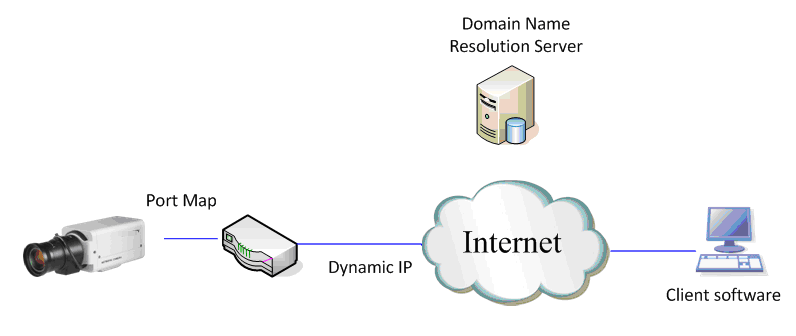 Domain Name
Resolution Server
Port Map
Internet
Dynamic IP
Client software